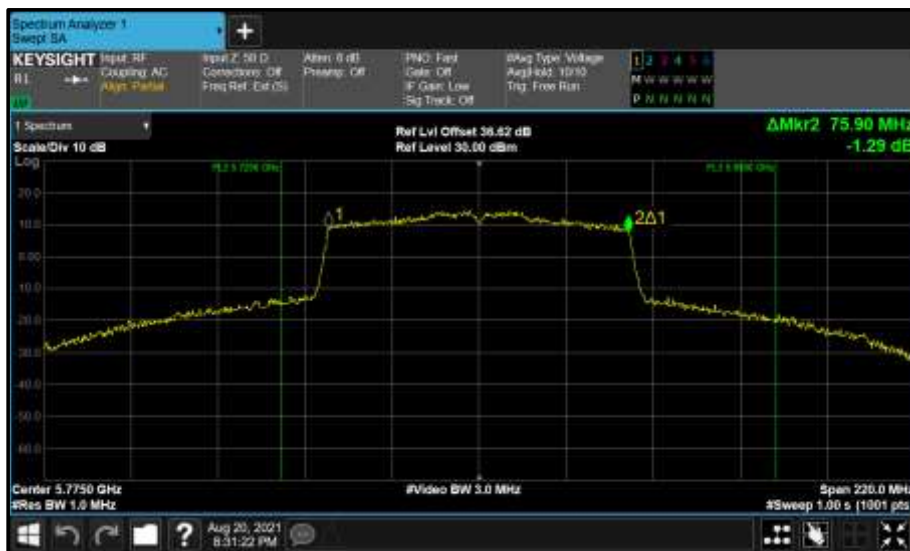 Spectrum Analyzer 1
Swept SA
+
KEYSIGHT
Input: RF
Coupling: AC
Align: Partial
Input Z: 50 Ω
Corrections: Off
Freq Ref: Ext (S)
Atten: 6 dB
Preamp: Off
PNO: Fast
Gate: Off
IF Gain: Low
Sig Track: Off
#Avg Type: Voltage
Avg|Hold: 10/10
Trig: Free Run
1 2 3 4 5 6
M W W W W W
P N N N N N
1 Spectrum
Scale/Div 10 dB
Ref Lvl Offset 36.62 dB
Ref Level 30.00 dBm
ΔMkr2 75.90 MHz
-1.29 dB
Log
1
2Δ1
20.0
10.0
0.00
-10.0
-20.0
-30.0
-40.0
-50.0
-60.0
Center 5.7750 GHz
#Video BW 3.0 MHz
Span 220.0 MHz
#Res BW 1.0 MHz
#Sweep 1.00 s (1001 pts
?
Aug 20, 2021
8:31:22 PM